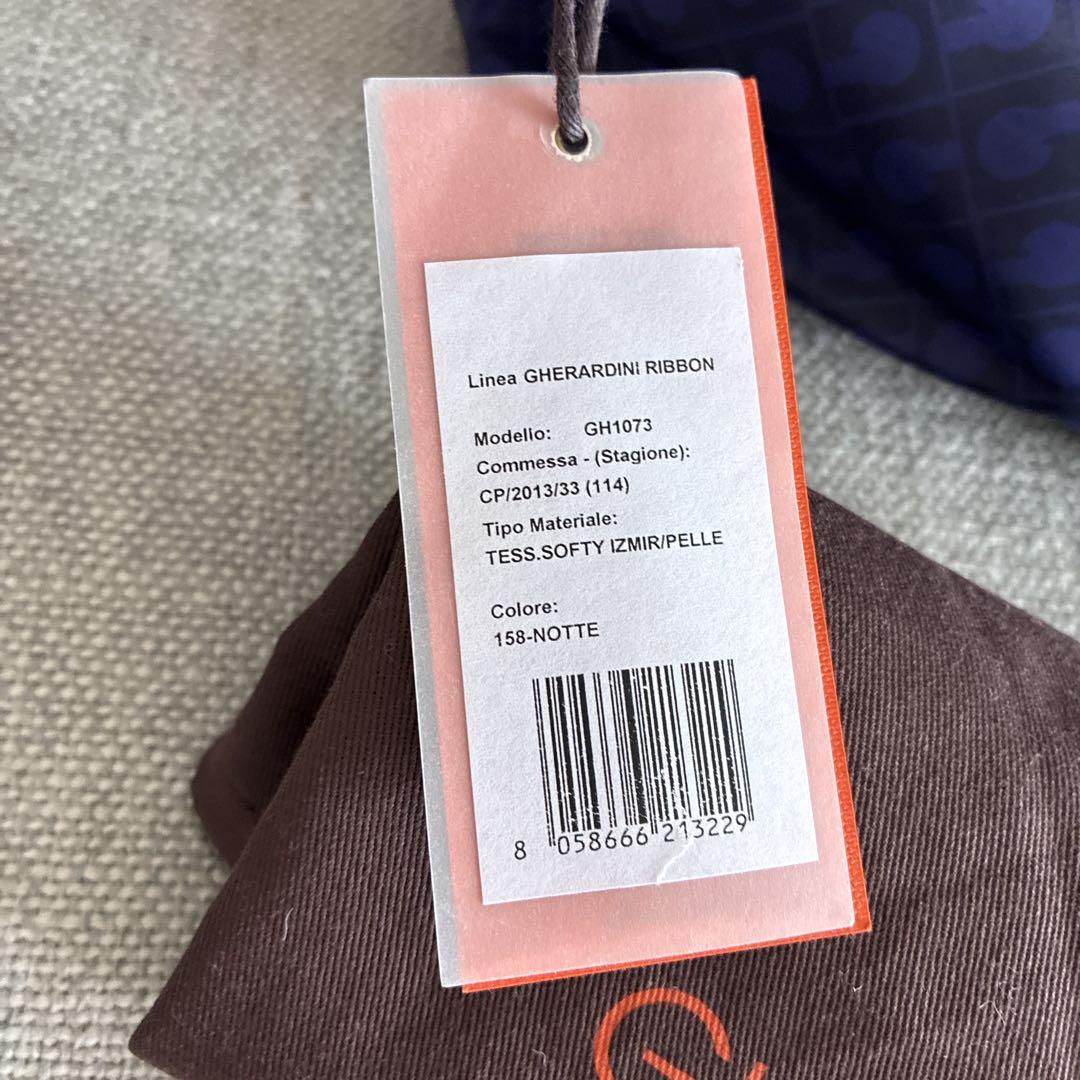 Linea GHERARDINI RIBBON
Modello: GH1073
Commessa - (Stagione):
CP/2013/33 (114)
Tipo Materiale:
TESS.SOFTY IZMIR/PELLE
Colore:
158-NOTTE
8 058666 213229